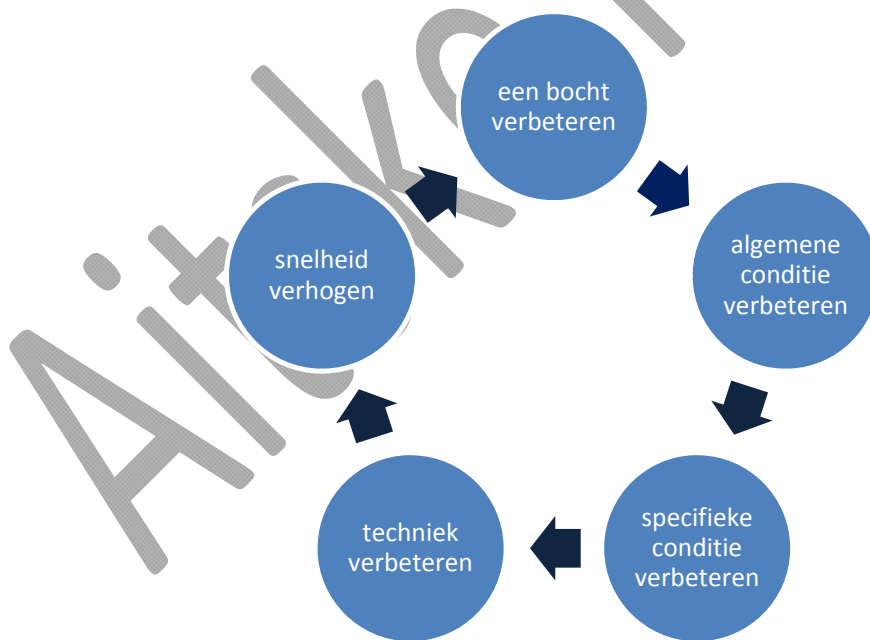 een bocht
verbeteren
algemene
conditie
verbeteren
specifieke
conditie
verbeteren
techniek
verbeteren
snelheid
verhogen